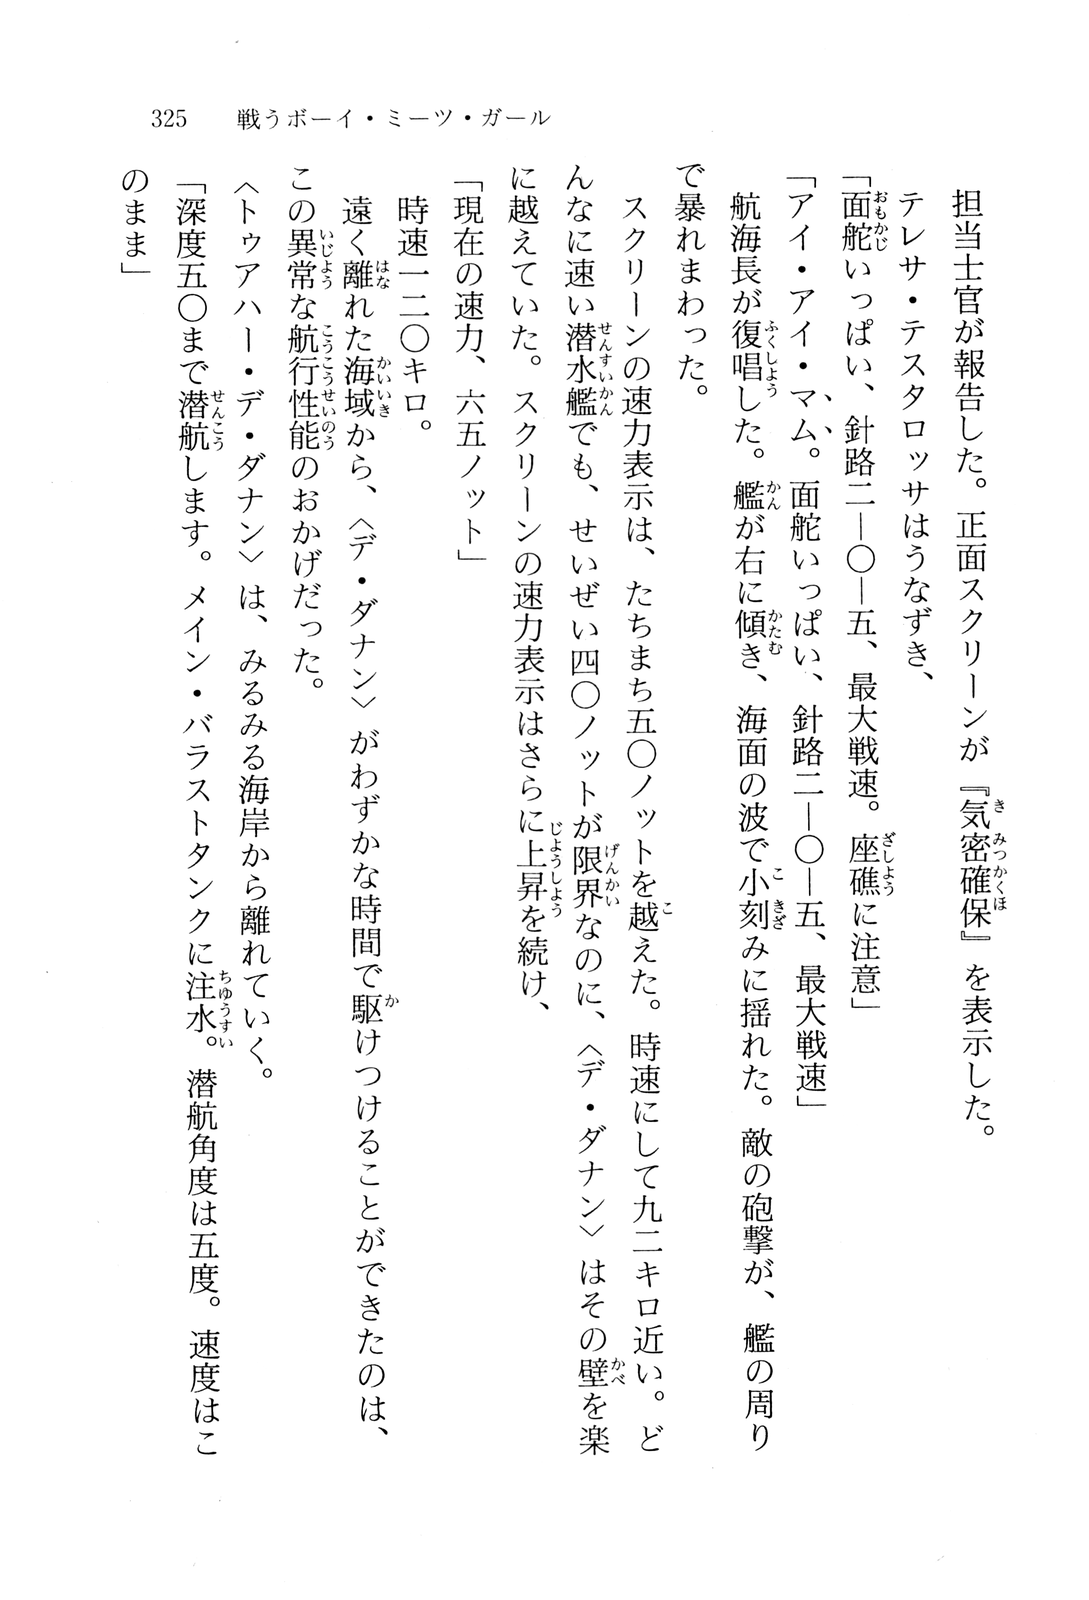 325　戦うボーイ・ミーツ・ガール
　担当士官が報告した。正面スクリーンが『気密確保』を表示した。
　テレサ・テスタロッサはうなずき、
「面舵いっぱい、針路二―〇―五、最大戦速。座礁に注意」
「アイ・アイ・マム。面舵いっぱい、針路二―〇―五、最大戦速」
　航海長が復唱した。艦が右に傾き、海面の波で小刻みに揺れた。敵の砲撃が、艦の周り
で暴れまわった。
　スクリーンの速力表示は、たちまち五〇ノットを越えた。時速にして九二キロ近い。ど
んなに速い潜水艦でも、せいぜい四〇ノットが限界なのに、〈デ・ダナン〉はその壁を楽
に越えていた。スクリーンの速力表示はさらに上昇を続け、
「現在の速力、六五ノット」
　時速一二〇キロ。
　遠く離れた海域から、〈デ・ダナン〉がわずかな時間で駆けつけることができたのは、
この異常な航行性能のおかげだった。
〈トゥアハー・デ・ダナン〉は、みるみる海岸から離れていく。
「深度五〇まで潜航します。メイン・バラストタンクに注水。潜航角度は五度。速度はこ
のまま」